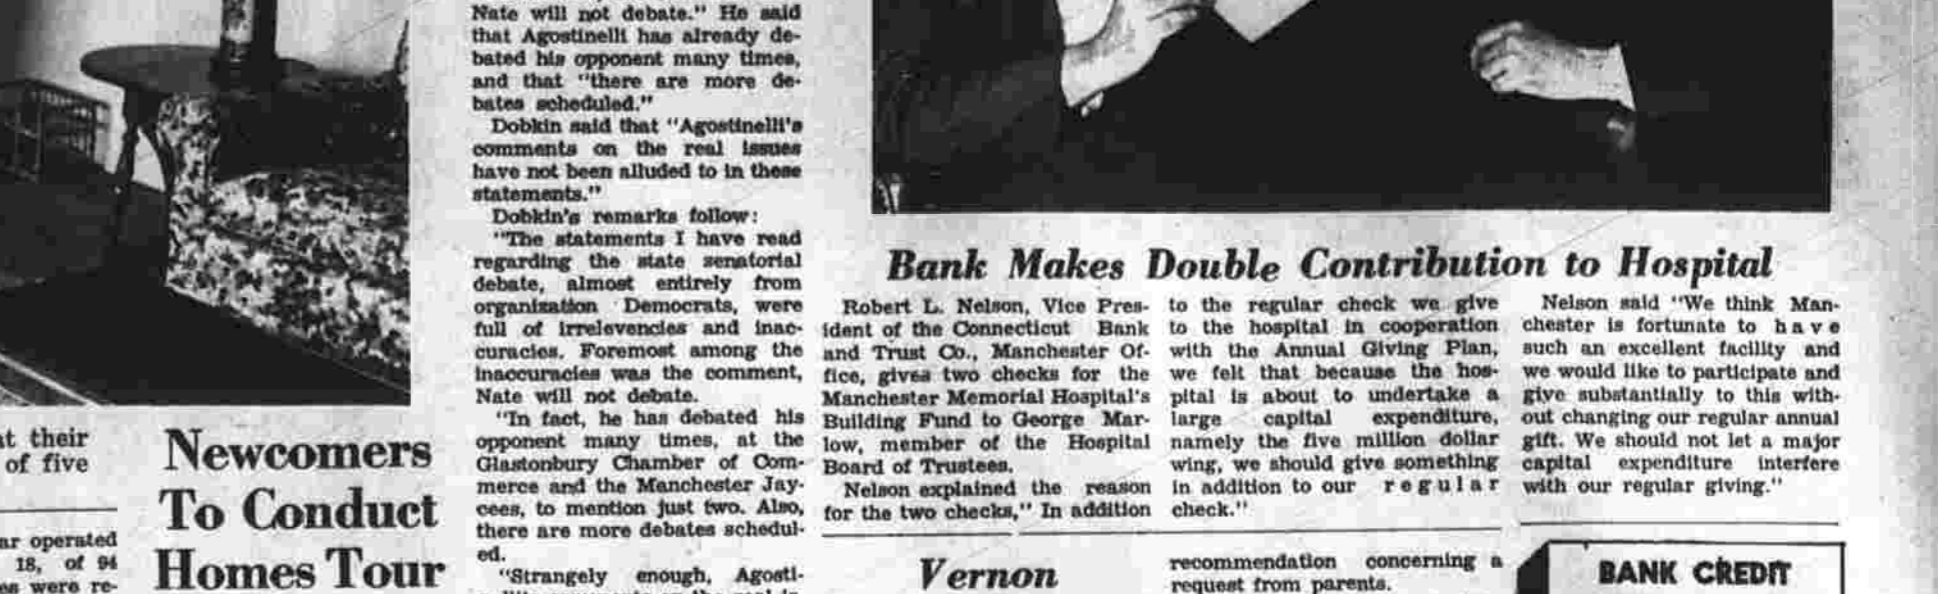 at their
of five
ar operated
18, of 94
es were re-
Newcomers
To Conduct
Homes Tour
Nate will not debate." He said
that Agostinelli has already de-
bated his opponent many times,
and that "there are more de-
bates scheduled."
Dobkin said that "Agostinelli's
comments on the real issues
have not been alluded to in these
statements."
Dobkin's remarks follow:
"The statements I have read
regarding the state senatorial
debate, almost entirely from
organization Democrats, were
full of irrelevencies and inac-
curacies. Foremost among the
inaccuracies was the comment,
Nate will not debate.
"In fact, he has debated his
opponent many times, at the
Glastonbury Chamber of Com-
merce and the Manchester Jay-
cees, to mention just two. Also,
there are more debates schedul-
ed.
"Strangely enough, Agosti-
Bank Makes Double Contribution to Hospital
Robert L. Nelson, Vice Pres-
ident of the Connecticut Bank
and Trust Co., Manchester Of-
fice, gives two checks for the
Manchester Memorial Hospital's
Building Fund to George Mar-
low, member of the Hospital
Board of Trustees.
Nelson explained the reason
for the two checks," In addition
to the regular check we give
to the hospital in cooperation
with the Annual Giving Plan,
we felt that because the hos-
pital is about to undertake a
large capital expenditure,
namely the five million dollar
wing, we should give something
in addition to our regular
check."
Nelson said "We think Man-
chester is fortunate to have
such an excellent facility and
we would like to participate and
give substantially to this with-
out changing our regular annual
gift. We should not let a major
capital expenditure interfere
with our regular giving."
Vernon
recommendation concerning a
request from parents.
BANK CREDIT